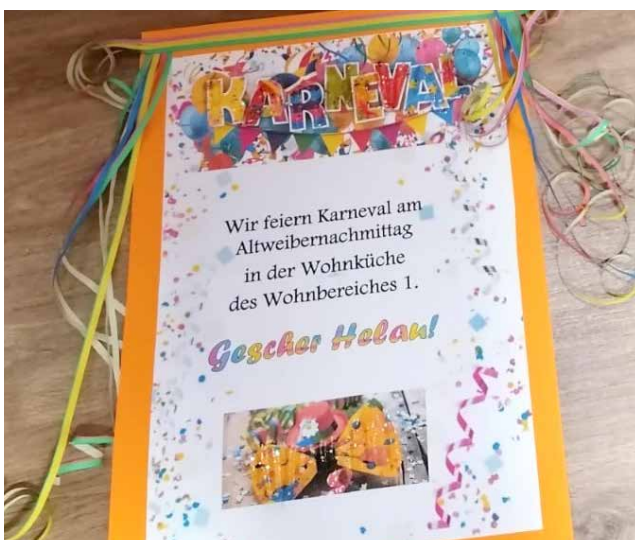 KARNEVAL
Wir feiern Karneval am
Altweibernachmittag
in der Wohnküche
des Wohnbereiches 1.
Gescher Helau!